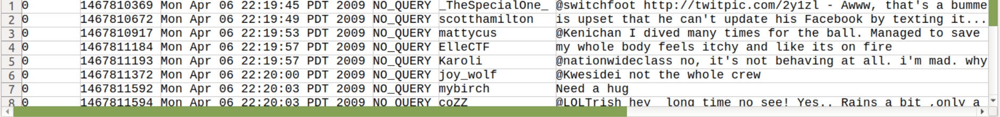 1 0 1467810369 Mon Apr 06 22:19:45 PDT 2009 NO_QUERY _TheSpecialOne_ @switchfoot http://twitpic.com/2y1zl - Awww, that's a bumme
2 0 1467810672 Mon Apr 06 22:19:49 PDT 2009 NO_QUERY scotthamilton is upset that he can't update his Facebook by texting it...
3 0 1467810917 Mon Apr 06 22:19:53 PDT 2009 NO_QUERY mattycus @Kenichan I dived many times for the ball. Managed to save
4 0 1467811184 Mon Apr 06 22:19:57 PDT 2009 NO_QUERY ElleCTF my whole body feels itchy and like its on fire
5 0 1467811193 Mon Apr 06 22:19:57 PDT 2009 NO_QUERY Karoli @nationwideclass no, it's not behaving at all. i'm mad. why
6 0 1467811372 Mon Apr 06 22:20:00 PDT 2009 NO_QUERY joy_wolf @Kwesidei not the whole crew
7 0 1467811592 Mon Apr 06 22:20:03 PDT 2009 NO_QUERY mybirch Need a hug
8 0 1467811594 Mon Apr 06 22:20:03 PDT 2009 NO_QUERY coZZ @LOLTrish hey  long time no see! Yes.. Rains a bit ,only a